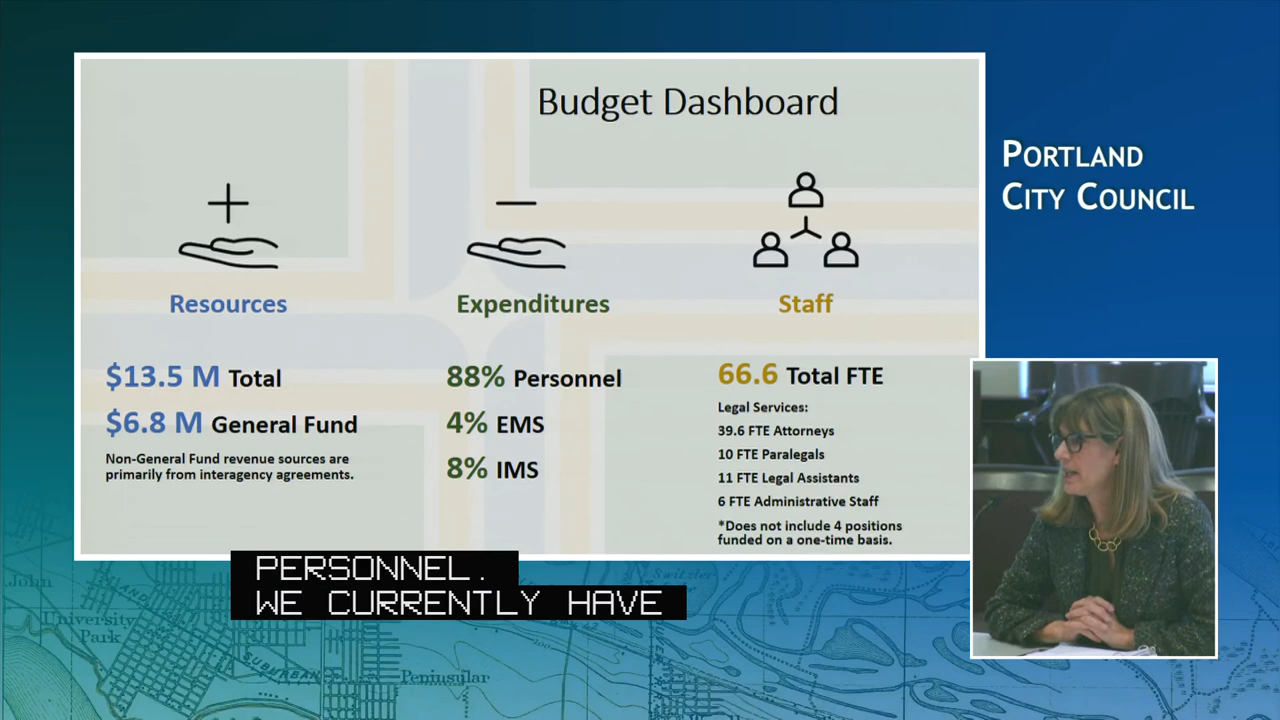 Budget Dashboard
Resources
$13.5 M Total
$6.8 M General Fund
Non-General Fund revenue sources are
primarily from interagency agreements.
Expenditures
88% Personnel
4% EMS
8% IMS
Staff
66.6 Total FTE
Legal Services:
39.6 FTE Attorneys
10 FTE Paralegals
11 FTE Legal Assistants
6 FTE Administrative Staff
*Does not include 4 positions
funded on a one-time basis.
PORTLAND
CITY COUNCIL
PERSONNEL.
WE CURRENTLY HAVE
John
University
Park
SUBURBAN
Peninsular
Switzler